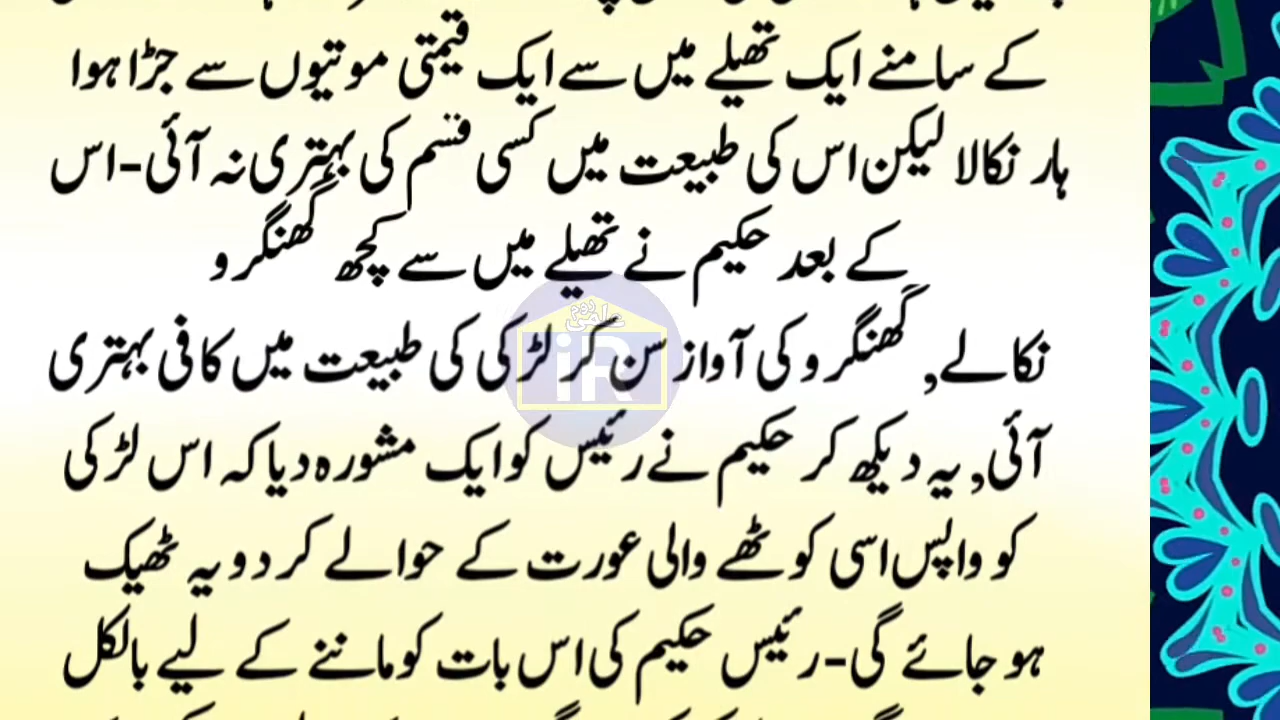 کے سامنے ایک تھیلے میں سے ایک قیمتی موتیوں سے جڑا ہوا
ہار نکالا لیکن اس کی طبیعت میں کسی قسم کی بہتری نہ آئی-اس
کے بعد حکیم نے تھیلے میں سے کچھ گھنگرو
نکالے, گھنگرو کی آواز سن کر لڑکی کی طبیعت میں کافی بہتری
علمی روم
iR
آئی, یہ دیکھ کر حکیم نے رئیس کو ایک مشورہ دیا کہ اس لڑکی
کو واپس اسی کوٹھے والی عورت کے حوالے کر دو یہ ٹھیک
ہو جائے گی-رئیس حکیم کی اس بات کو ماننے کے لیے بالکل